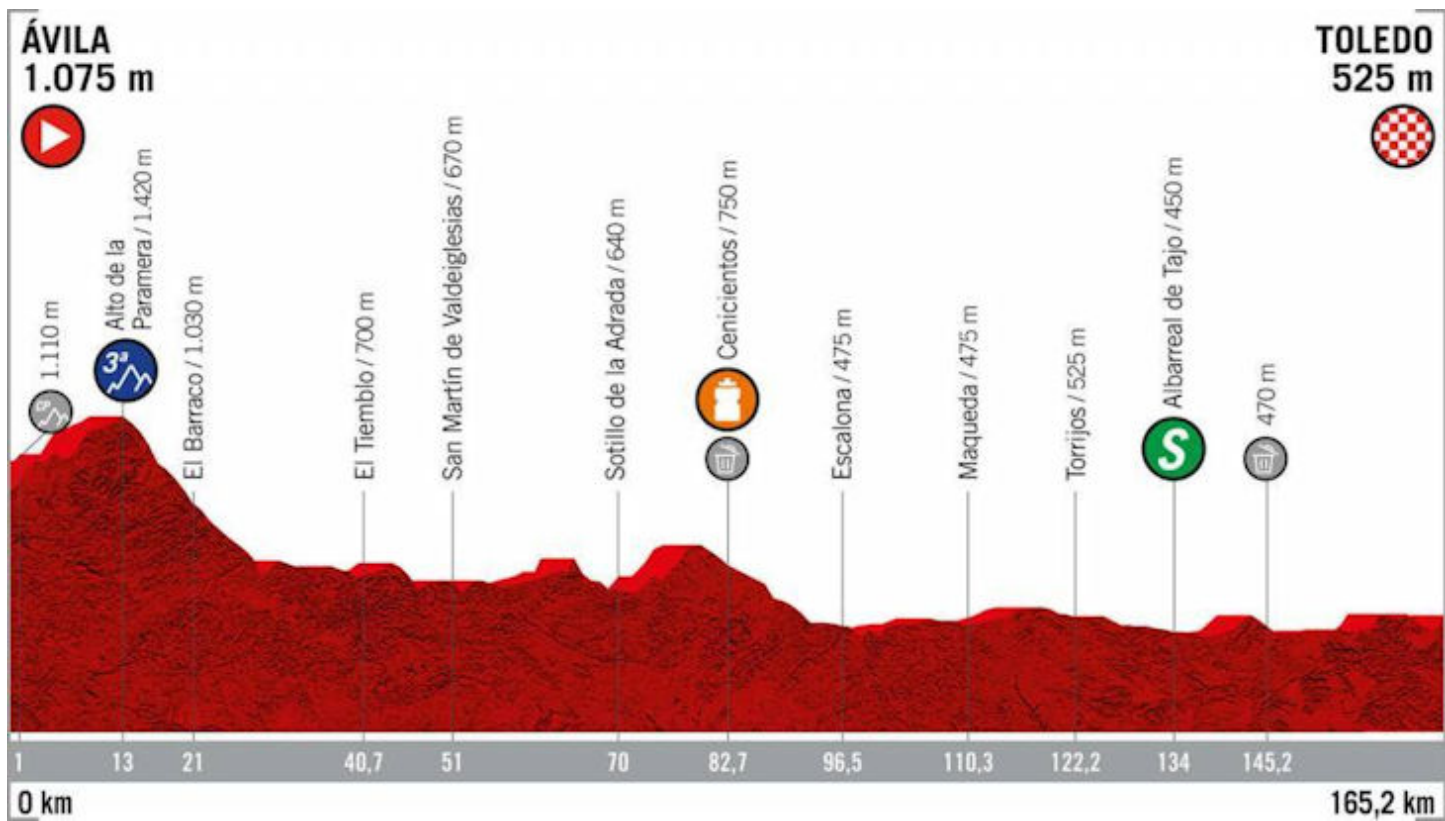 ÁVILA
1.075 m
TOLEDO
525 m
1.110 m
Alto de la
Paramera / 1.420 m
3ª
El Barraco / 1.030 m
El Tiemblo / 700 m
San Martín de Valdeiglesias / 670 m
Sotillo de la Adrada / 640 m
Cenicientos / 750 m
Escalona / 475 m
Maqueda / 475 m
Torrijos / 525 m
Albarreal de Tajo / 450 m
S
470 m
1 13 21 40,7 51 70 82,7 96,5 110,3 122,2 134 145,2
0 km
165,2 km